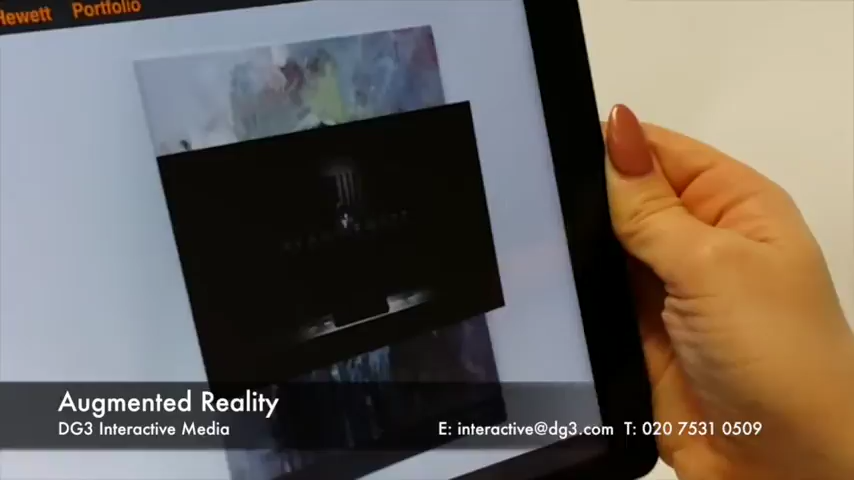 Hewett Portfolio
Augmented Reality
DG3 Interactive Media
E: interactive@dg3.com T: 020 7531 0509